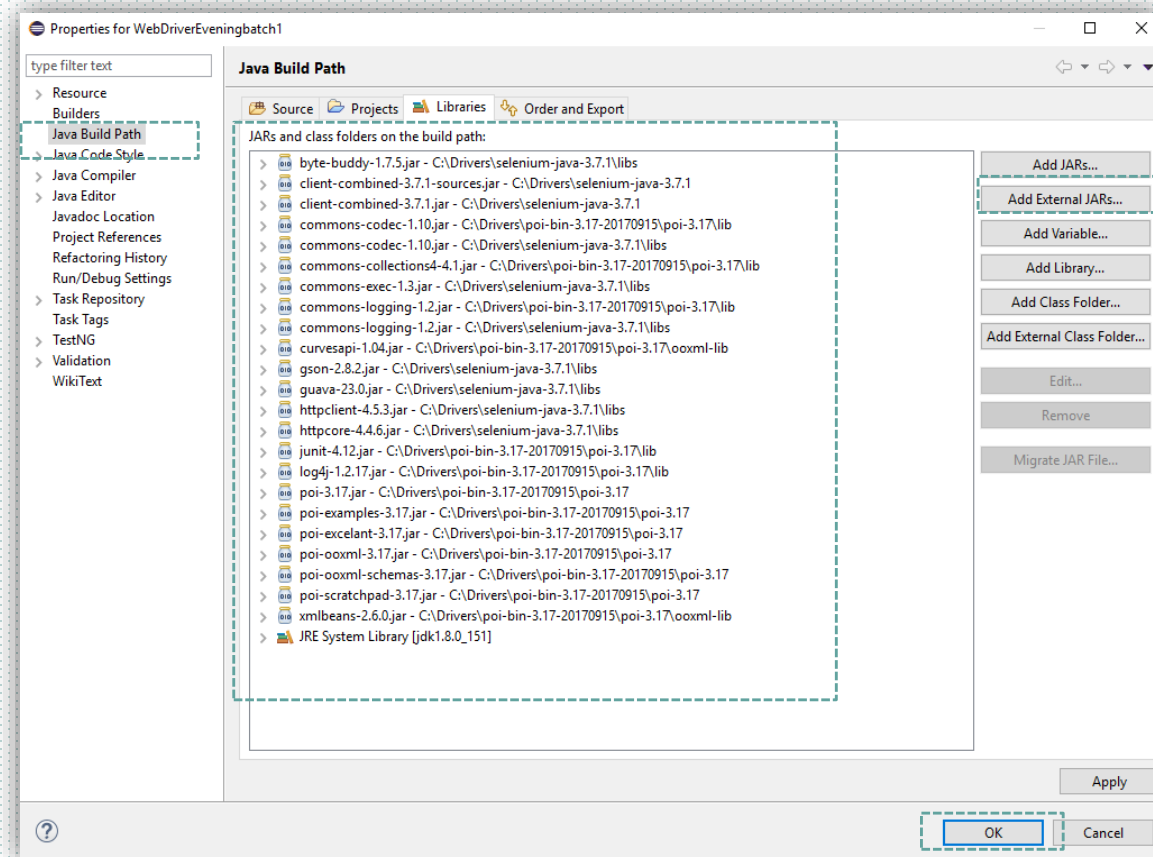 Properties for WebDriverEveningbatch1
type filter text
Resource
Builders
Java Build Path
Java Code Style
Java Compiler
Java Editor
Javadoc Location
Project References
Refactoring History
Run/Debug Settings
Task Repository
Task Tags
TestNG
Validation
WikiText
Java Build Path
Source Projects Libraries Order and Export
JARs and class folders on the build path:
byte-buddy-1.7.5.jar - C:\Drivers\selenium-java-3.7.1\libs
client-combined-3.7.1-sources.jar - C:\Drivers\selenium-java-3.7.1
client-combined-3.7.1.jar - C:\Drivers\selenium-java-3.7.1
commons-codec-1.10.jar - C:\Drivers\poi-bin-3.17-20170915\poi-3.17\lib
commons-codec-1.10.jar - C:\Drivers\selenium-java-3.7.1\libs
commons-collections4-4.1.jar - C:\Drivers\poi-bin-3.17-20170915\poi-3.17\lib
commons-exec-1.3.jar - C:\Drivers\selenium-java-3.7.1\libs
commons-logging-1.2.jar - C:\Drivers\poi-bin-3.17-20170915\poi-3.17\lib
commons-logging-1.2.jar - C:\Drivers\selenium-java-3.7.1\libs
curvesapi-1.04.jar - C:\Drivers\poi-bin-3.17-20170915\poi-3.17\ooxml-lib
gson-2.8.2.jar - C:\Drivers\selenium-java-3.7.1\libs
guava-23.0.jar - C:\Drivers\selenium-java-3.7.1\libs
httpclient-4.5.3.jar - C:\Drivers\selenium-java-3.7.1\libs
httpcore-4.4.6.jar - C:\Drivers\selenium-java-3.7.1\libs
junit-4.12.jar - C:\Drivers\poi-bin-3.17-20170915\poi-3.17\lib
log4j-1.2.17.jar - C:\Drivers\poi-bin-3.17-20170915\poi-3.17\lib
poi-3.17.jar - C:\Drivers\poi-bin-3.17-20170915\poi-3.17
poi-examples-3.17.jar - C:\Drivers\poi-bin-3.17-20170915\poi-3.17
poi-excelant-3.17.jar - C:\Drivers\poi-bin-3.17-20170915\poi-3.17
poi-ooxml-3.17.jar - C:\Drivers\poi-bin-3.17-20170915\poi-3.17
poi-ooxml-schemas-3.17.jar - C:\Drivers\poi-bin-3.17-20170915\poi-3.17
poi-scratchpad-3.17.jar - C:\Drivers\poi-bin-3.17-20170915\poi-3.17
xmlbeans-2.6.0.jar - C:\Drivers\poi-bin-3.17-20170915\poi-3.17\ooxml-lib
JRE System Library [jdk1.8.0_151]
Add JARs...
Add External JARs...
Add Variable...
Add Library...
Add Class Folder...
Add External Class Folder...
Edit...
Remove
Migrate JAR File...
Apply
OK
Cancel